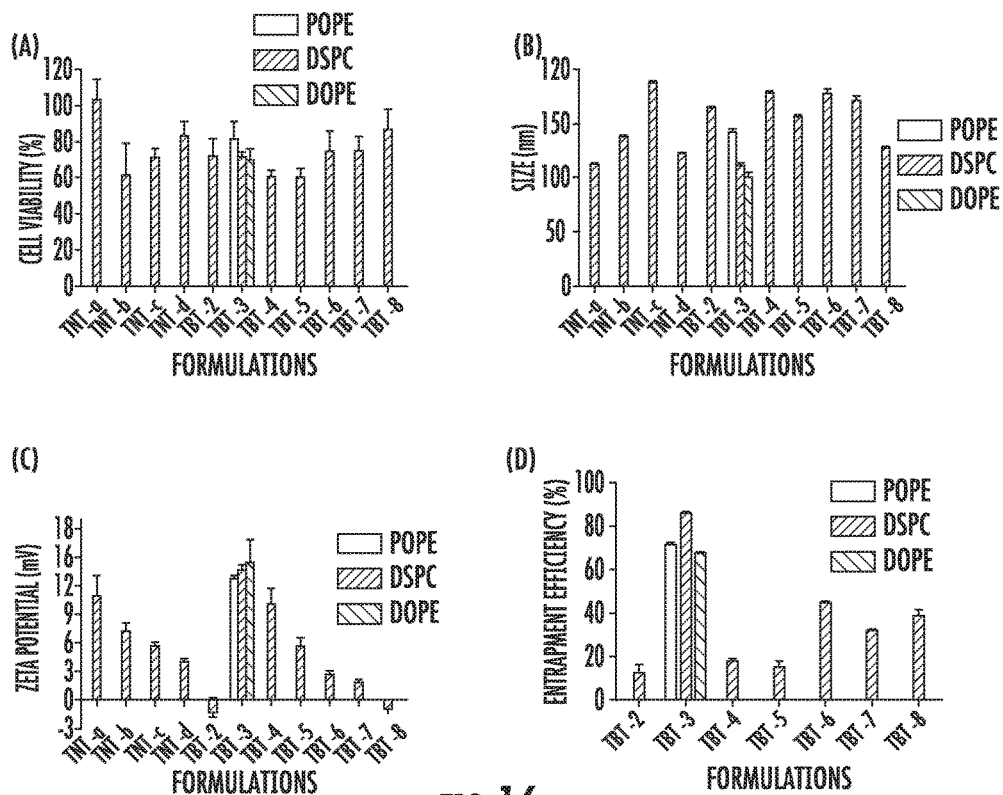 (A)
POPE
DSPC
DOPE
CELL VIABILITY (%)
120
100
80
60
40
20
0
TNT-a
TNT-b
TNT-c
TNT-d
TBT-2
TBT-3
TBT-4
TBT-5
TBT-6
TBT-7
TBT-8
FORMULATIONS
(B)
SIZE (nm)
120
150
100
50
0
POPE
DSPC
DOPE
TNT-a
TNT-b
TNT-c
TNT-d
TBT-2
TBT-3
TBT-4
TBT-5
TBT-6
TBT-7
TBT-8
FORMULATIONS
(C)
ZETA POTENTIAL (mV)
18
16
12
9
6
3
0
-3
POPE
DSPC
DOPE
TNT-a
TNT-b
TNT-c
TNT-d
TBT-2
TBT-3
TBT-4
TBT-5
TBT-6
TBT-7
TBT-8
FORMULATIONS
(D)
ENTRAPMENT EFFICIENCY (%)
100
80
60
40
20
0
POPE
DSPC
DOPE
TBT-2
TBT-3
TBT-4
TBT-5
TBT-6
TBT-7
TBT-8
FORMULATIONS